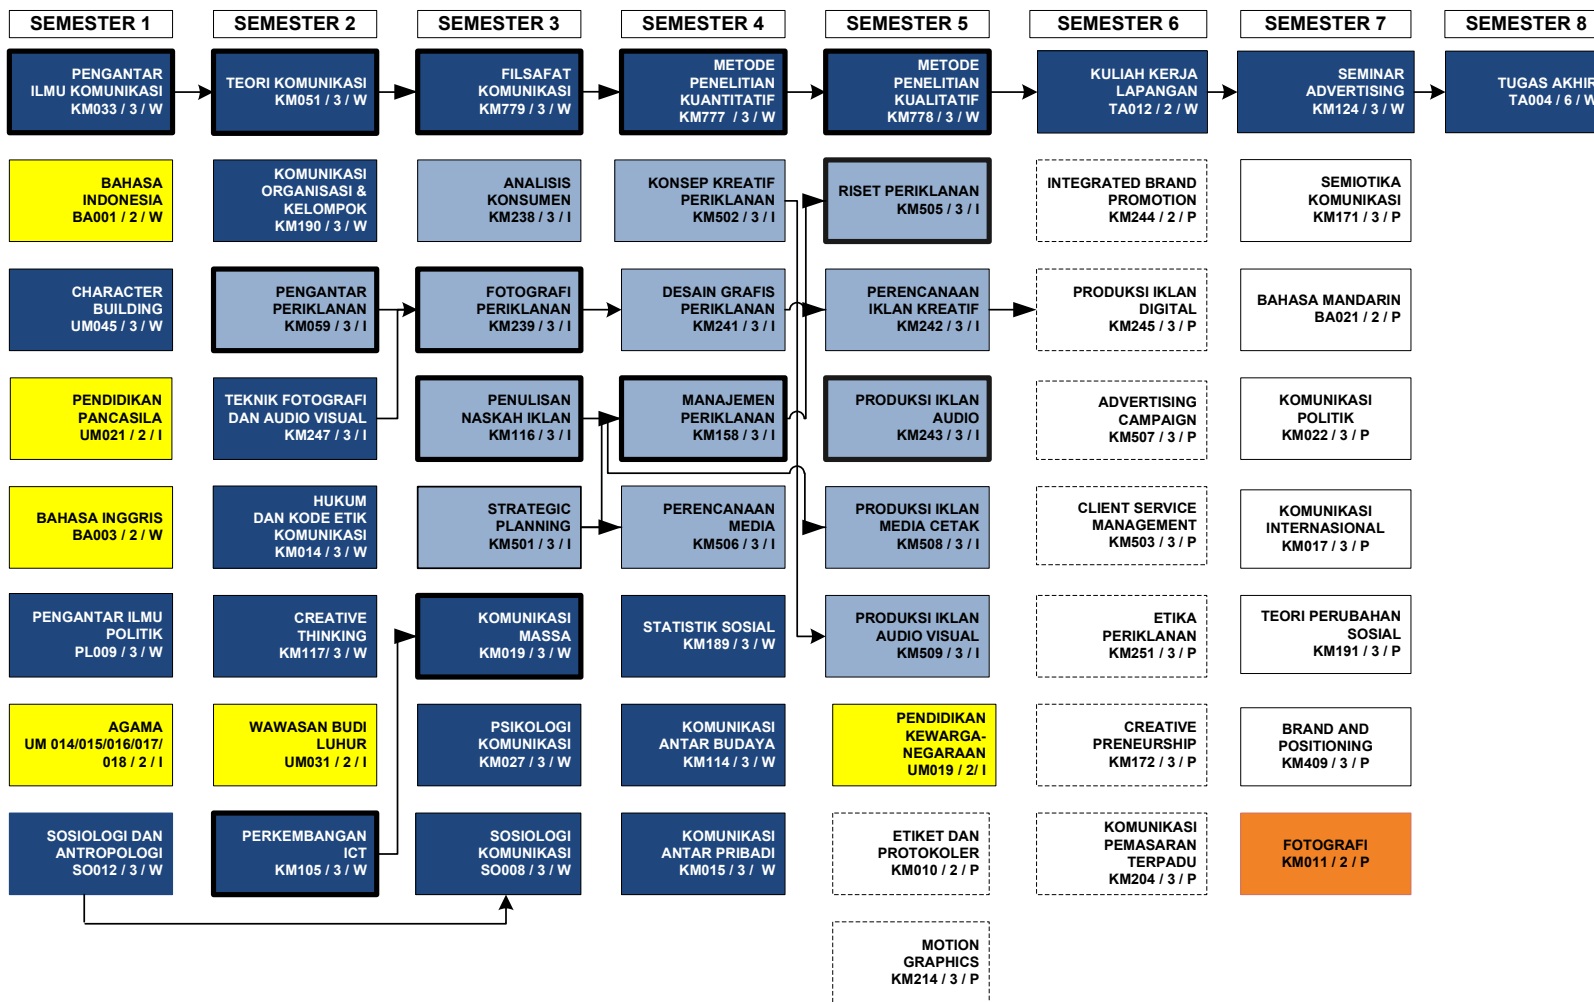 SEMESTER 1
SEMESTER 2
SEMESTER 3
SEMESTER 4
SEMESTER 5
SEMESTER 6
SEMESTER 7
SEMESTER 8
PENGANTAR
ILMU KOMUNIKASI
KM033 / 3 / W
TEORI KOMUNIKASI
KM051 / 3 / W
FILSAFAT
KOMUNIKASI
KM779 / 3 / W
METODE
PENELITIAN
KUANTITATIF
KM777 / 3 / W
METODE
PENELITIAN
KUALITATIF
KM778 / 3 / W
KULIAH KERJA
LAPANGAN
TA012 / 2 / W
SEMINAR
ADVERTISING
KM124 / 3 / W
TUGAS AKHIR
TA004 / 6 / W
BAHASA
INDONESIA
BA001 / 2 / W
KOMUNIKASI
ORGANISASI &
KELOMPOK
KM190 / 3 / W
ANALISIS
KONSUMEN
KM238 / 3 / I
KONSEP KREATIF
PERIKLANAN
KM502 / 3 / I
RISET PERIKLANAN
KM505 / 3 / I
INTEGRATED BRAND
PROMOTION
KM244 / 2 / P
SEMIOTIKA
KOMUNIKASI
KM171 / 3 / P
CHARACTER
BUILDING
UM045 / 3 / W
PENGANTAR
PERIKLANAN
KM059 / 3 / I
FOTOGRAFI
PERIKLANAN
KM239 / 3 / I
DESAIN GRAFIS
PERIKLANAN
KM241 / 3 / I
PERENCANAAN
IKLAN KREATIF
KM242 / 3 / I
PRODUKSI IKLAN
DIGITAL
KM245 / 3 / P
BAHASA MANDARIN
BA021 / 2 / P
PENDIDIKAN
PANCASILA
UM021 / 2 / I
TEKNIK FOTOGRAFI
DAN AUDIO VISUAL
KM247 / 3 / I
PENULISAN
NASKAH IKLAN
KM116 / 3 / I
MANAJEMEN
PERIKLANAN
KM158 / 3 / I
PRODUKSI IKLAN
AUDIO
KM243 / 3 / I
ADVERTISING
CAMPAIGN
KM507 / 3 / P
KOMUNIKASI
POLITIK
KM022 / 3 / P
BAHASA INGGRIS
BA003 / 2 / W
HUKUM
DAN KODE ETIK
KOMUNIKASI
KM014 / 3 / W
STRATEGIC
PLANNING
KM501 / 3 / I
PERENCANAAN
MEDIA
KM506 / 3 / I
PRODUKSI IKLAN
MEDIA CETAK
KM508 / 3 / I
CLIENT SERVICE
MANAGEMENT
KM503 / 3 / P
KOMUNIKASI
INTERNASIONAL
KM017 / 3 / P
PENGANTAR ILMU
POLITIK
PL009 / 3 / W
CREATIVE
THINKING
KM117/ 3 / W
KOMUNIKASI
MASSA
KM019 / 3 / W
STATISTIK SOSIAL
KM189 / 3 / W
PRODUKSI IKLAN
AUDIO VISUAL
KM509 / 3 / I
ETIKA
PERIKLANAN
KM251 / 3 / P
TEORI PERUBAHAN
SOSIAL
KM191 / 3 / P
AGAMA
UM 014/015/016/017/
018 / 2 / I
WAWASAN BUDI
LUHUR
UM031 / 2 / I
PSIKOLOGI
KOMUNIKASI
KM027 / 3 / W
KOMUNIKASI
ANTAR BUDAYA
KM114 / 3 / W
PENDIDIKAN
KEWARGA-
NEGARAAN
UM019 / 2/ I
CREATIVE
PRENEURSHIP
KM172 / 3 / P
BRAND AND
POSITIONING
KM409 / 3 / P
SOSIOLOGI DAN
ANTROPOLOGI
SO012 / 3 / W
PERKEMBANGAN
ICT
KM105 / 3 / W
SOSIOLOGI
KOMUNIKASI
SO008 / 3 / W
KOMUNIKASI
ANTAR PRIBADI
KM015 / 3 / W
ETIKET DAN
PROTOKOLER
KM010 / 2 / P
KOMUNIKASI
PEMASARAN
TERPADU
KM204 / 3 / P
FOTOGRAFI
KM011 / 2 / P
MOTION
GRAPHICS
KM214 / 3 / P